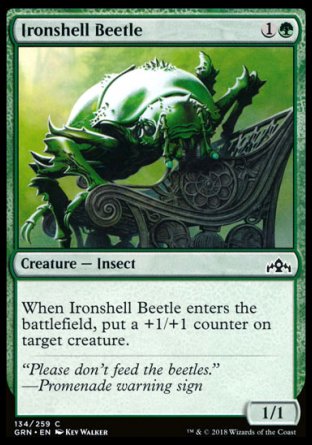 Ironshell Beetle 1
Creature — Insect
When Ironshell Beetle enters the
battlefield, put a +1/+1 counter on
target creature.
“Please don’t feed the beetles.”
—Promenade warning sign
1/1
134/259 C
GRN • EN Key Walker
™ & © 2018 Wizards of the Coast